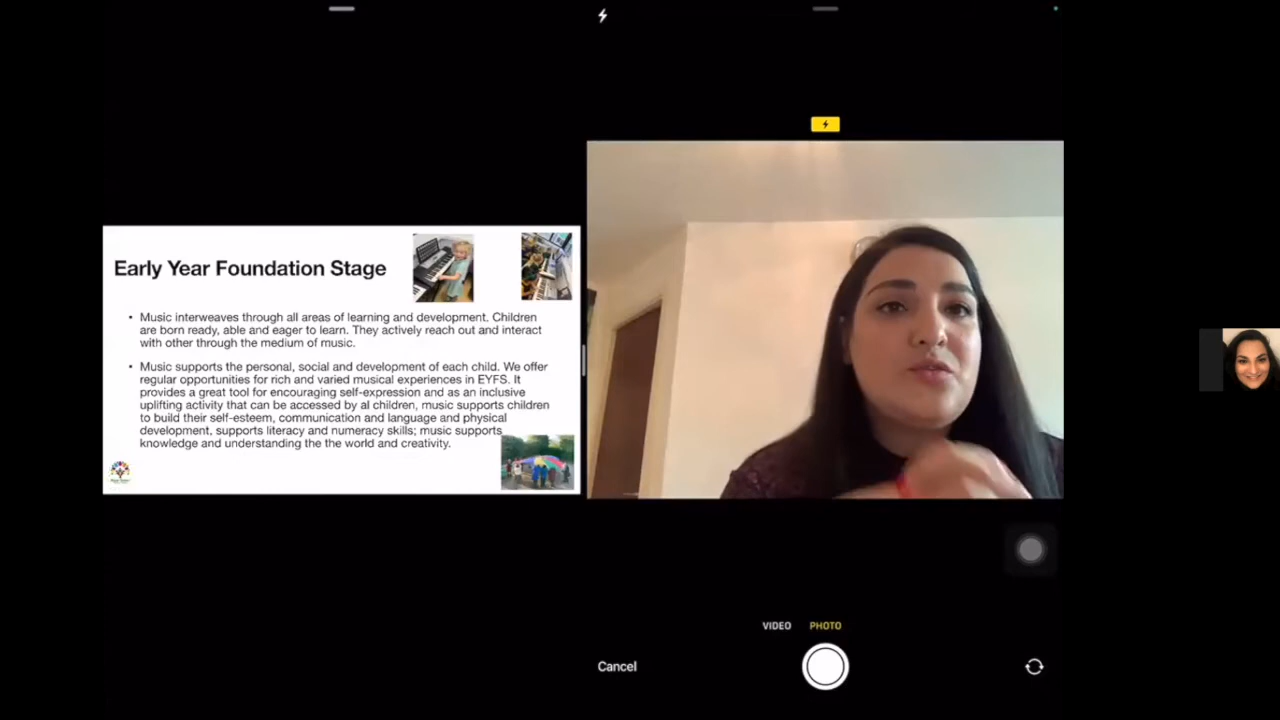 Early Year Foundation Stage
• Music interweaves through all areas of learning and development. Children
are born ready, able and eager to learn. They actively reach out and interact
with other through the medium of music.
• Music supports the personal, social and development of each child. We offer
regular opportunities for rich and varied musical experiences in EYFS. It
provides a great tool for encouraging self-expression and as an inclusive
uplifting activity that can be accessed by al children, music supports children
to build their self-esteem, communication and language and physical
development, supports literacy and numeracy skills; music supports
knowledge and understanding the the world and creativity.
VIDEO PHOTO
Cancel